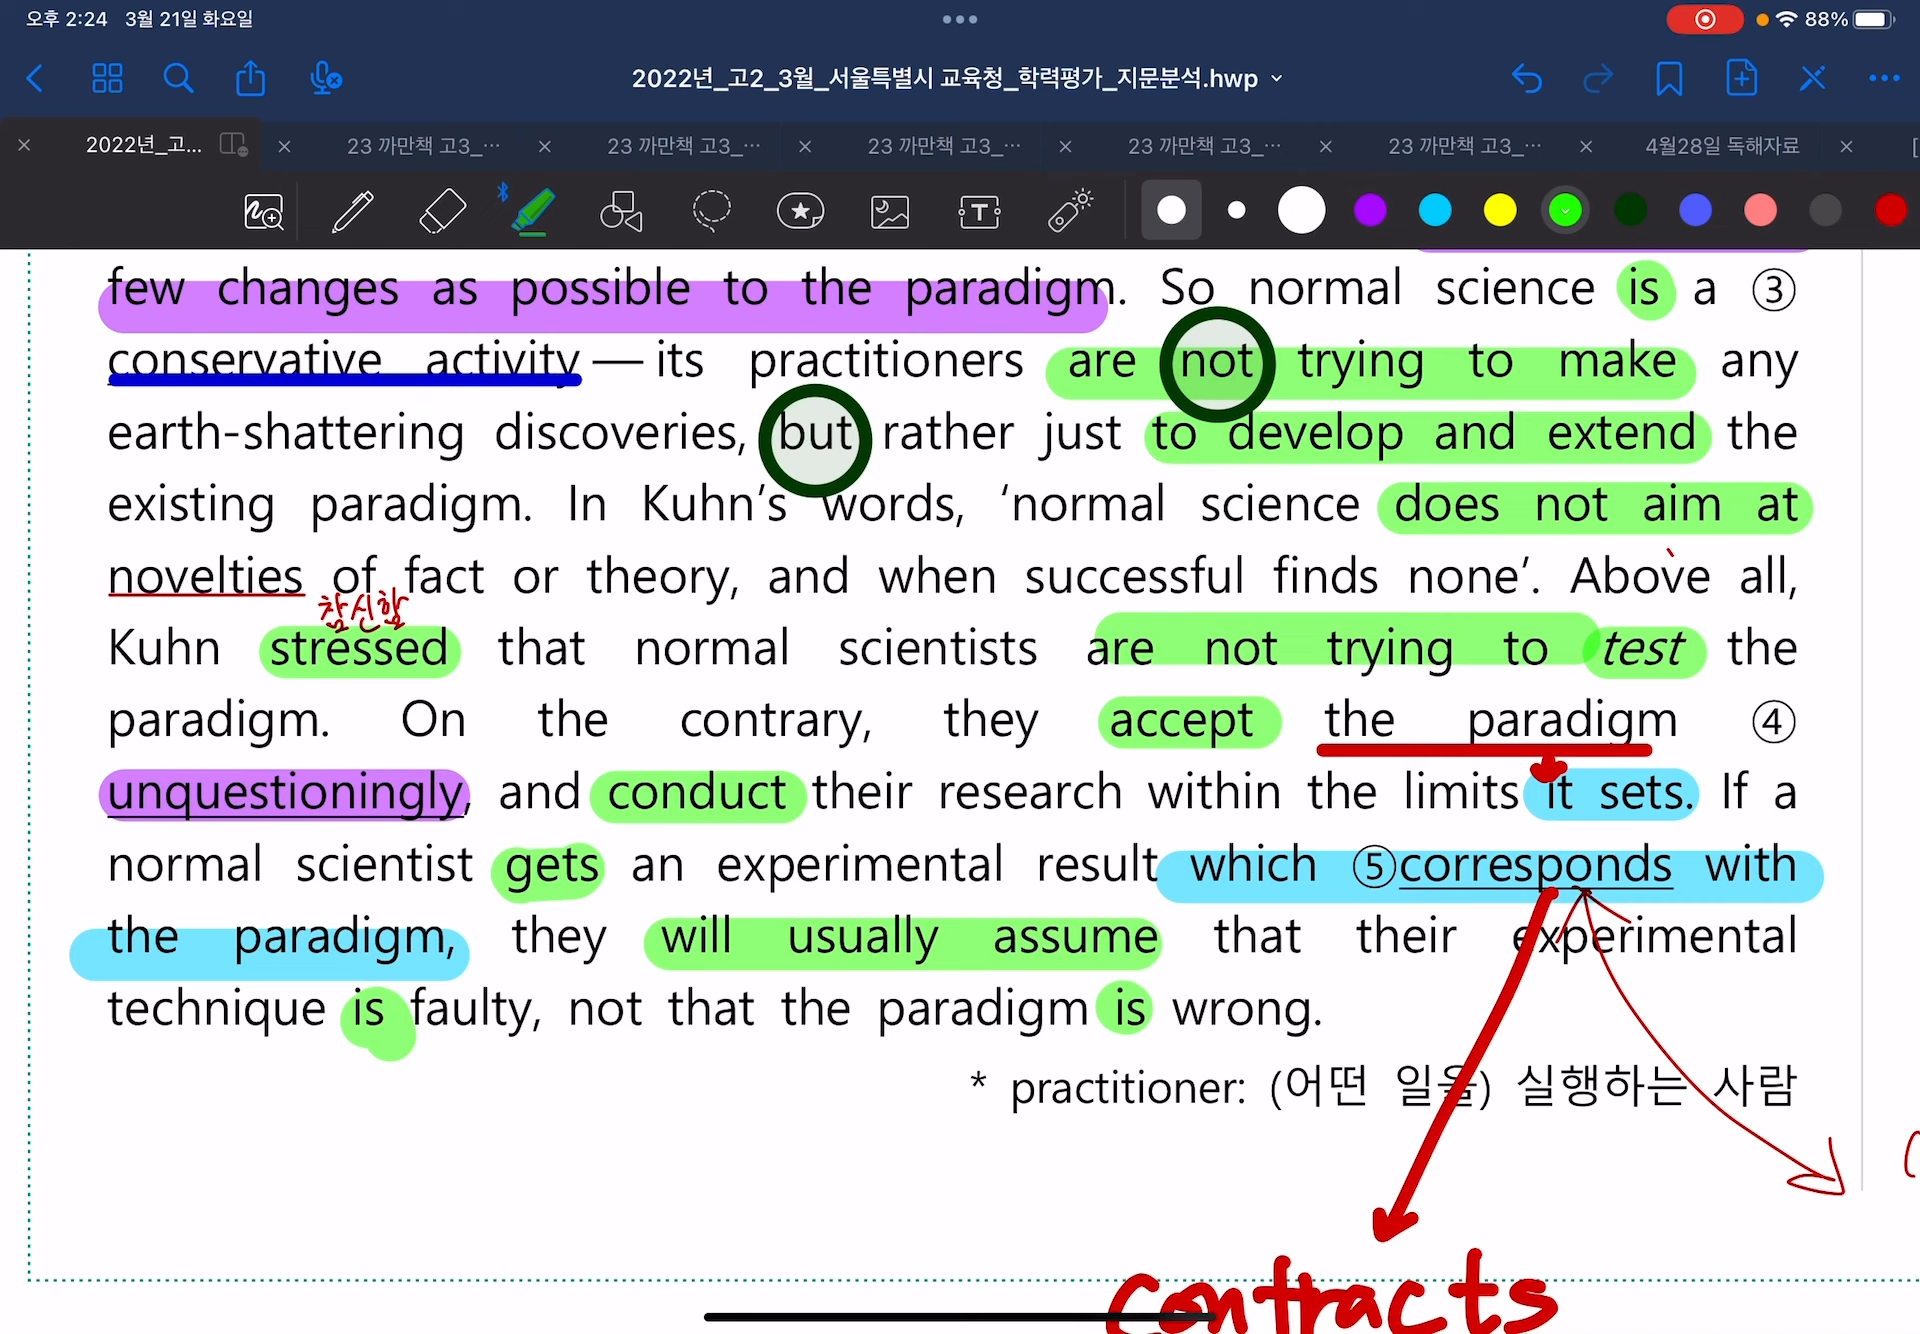 오후 2:24 3월 21일 화요일
88%
2022년_고2_3월_서울특별시 교육청_학력평가_지문분석.hwp
2022년_고...
23 까만책 고3_···
23 까만책 고3_···
23 까만책 고3_···
23 까만책 고3_···
23 까만책 고3_···
4월28일 독해자료
few changes as possible to the paradigm. So normal science is a ③
conservative activity — its practitioners are not trying to make any
earth-shattering discoveries, but rather just to develop and extend the
existing paradigm. In Kuhn’s words, ‘normal science does not aim at
novelties of fact or theory, and when successful finds none’. Above all,
참신함
Kuhn stressed that normal scientists are not trying to test the
paradigm. On the contrary, they accept the paradigm ④
unquestioningly, and conduct their research within the limits it sets. If a
normal scientist gets an experimental result which ⑤corresponds with
the paradigm, they will usually assume that their experimental
technique is faulty, not that the paradigm is wrong.
* practitioner: (어떤 일을) 실행하는 사람
contracts